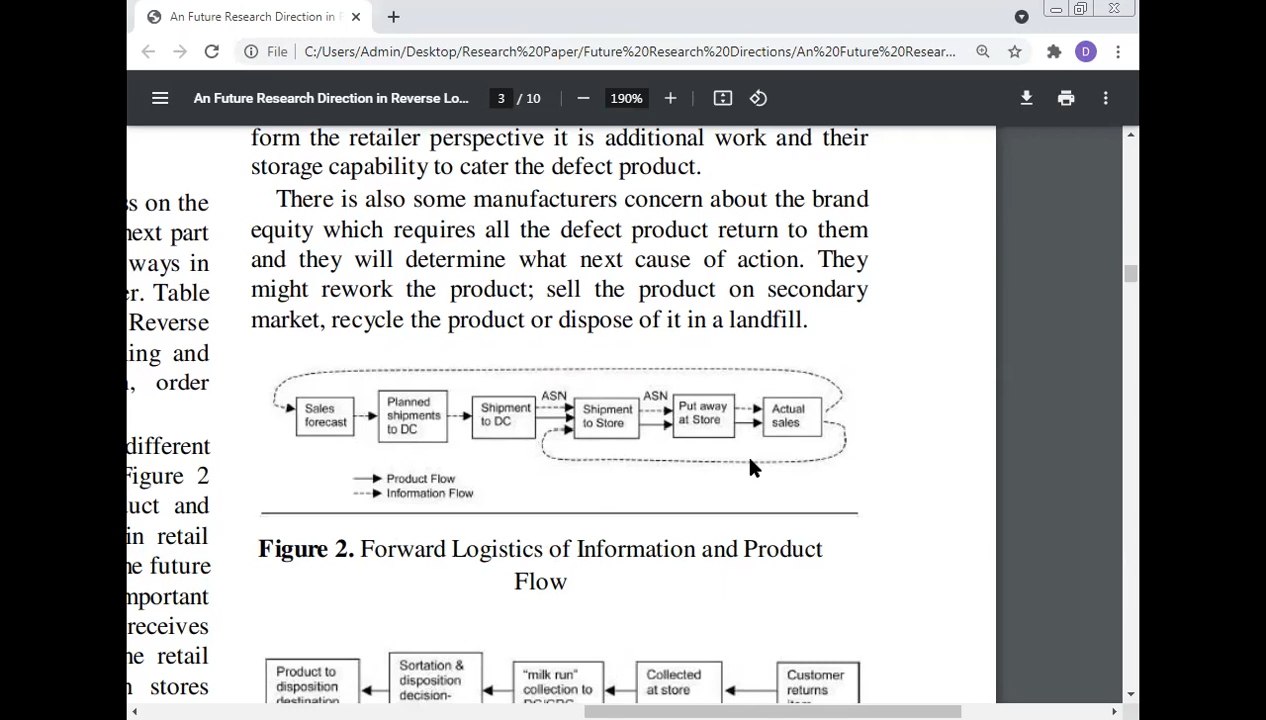 An Future Research Direction in R
File
C:/Users/Admin/Desktop/Research%20Paper/Future%20Research%20Directions/An%20Future%20Resear...
D
An Future Research Direction in Reverse Lo...
3 / 10
190%
s on the
next part
ways in
er. Table
Reverse
ing and
, order
different
Figure 2
uct and
in retail
he future
mportant
receives
he retail
stores
form the retailer perspective it is additional work and their
storage capability to cater the defect product.
There is also some manufacturers concern about the brand
equity which requires all the defect product return to them
and they will determine what next cause of action. They
might rework the product; sell the product on secondary
market, recycle the product or dispose of it in a landfill.
Sales
forecast
Planned
shipments
to DC
Shipment
to DC
ASN
Shipment
to Store
ASN
Put away
at Store
Actual
sales
Product Flow
Information Flow
Figure 2. Forward Logistics of Information and Product
Flow
Product to
disposition
destination
Sortation &
disposition
decision-
"milk run"
collection to
Collected
at store
Customer
returns
item